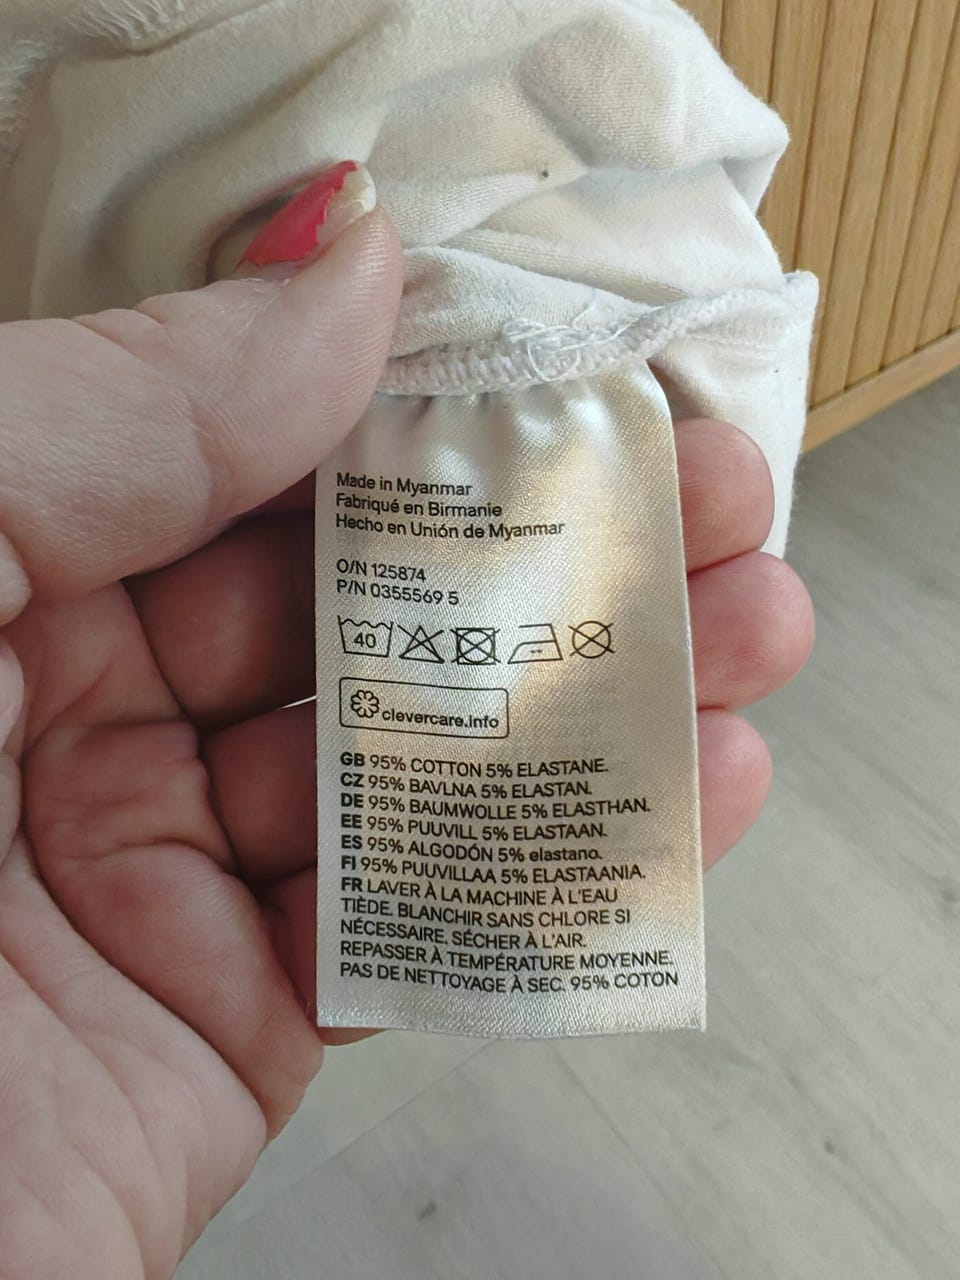 Made in Myanmar
Fabriqué en Birmanie
Hecho en Unión de Myanmar
O/N 125874
P/N 0355569 5
40
clevercare.info
GB 95% COTTON 5% ELASTANE.
CZ 95% BAVLNA 5% ELASTAN.
DE 95% BAUMWOLLE 5% ELASTHAN.
EE 95% PUUVILL 5% ELASTAAN.
ES 95% ALGODÓN 5% elastano.
FI 95% PUUVILLAA 5% ELASTAANIA.
FR LAVER À LA MACHINE À L'EAU
TIÈDE. BLANCHIR SANS CHLORE SI
NÉCESSAIRE. SÉCHER À L'AIR.
REPASSER À TEMPÉRATURE MOYENNE.
PAS DE NETTOYAGE À SEC. 95% COTON